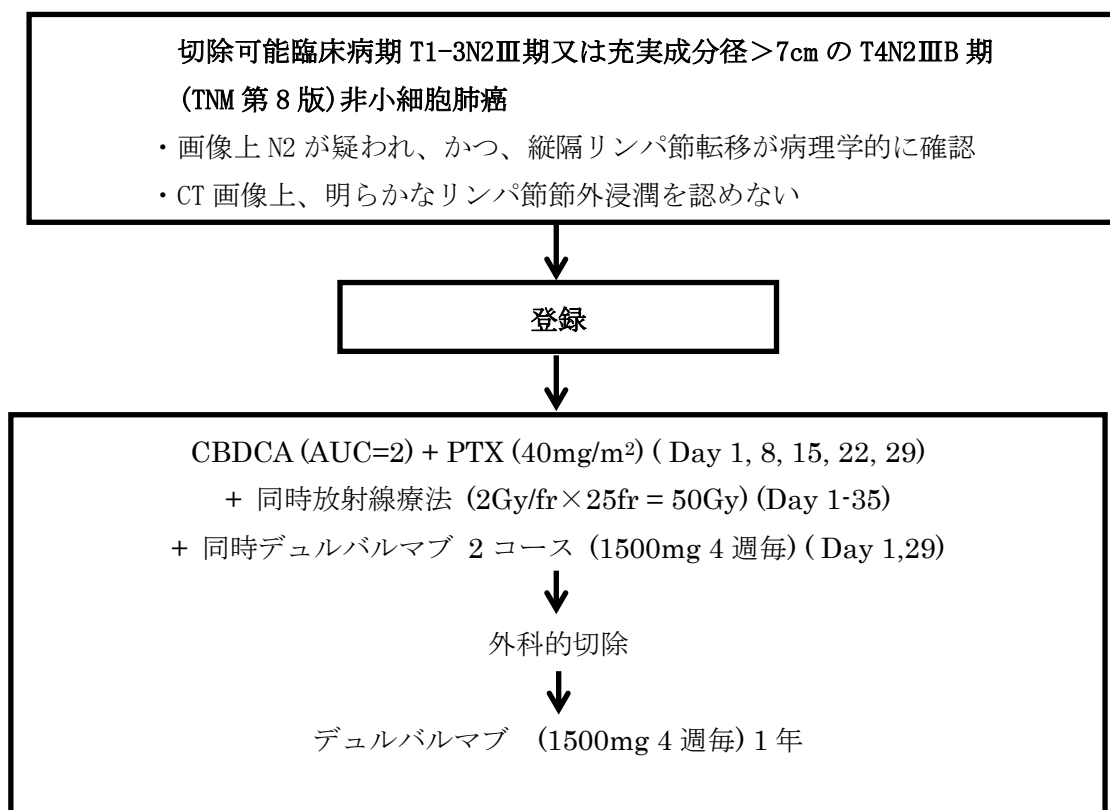 切除可能臨床病期 T1-3N2Ⅲ期又は充実成分径＞7cm の T4N2ⅢB 期
(TNM 第 8 版)非小細胞肺癌
・画像上 N2 が疑われ、かつ、縦隔リンパ節転移が病理学的に確認
・CT 画像上、明らかなリンパ節節外浸潤を認めない
登録
CBDCA (AUC=2) + PTX (40mg/m²) ( Day 1, 8, 15, 22, 29)
+ 同時放射線療法 (2Gy/fr×25fr = 50Gy) (Day 1-35)
+ 同時デュルバルマブ 2 コース (1500mg 4 週毎) ( Day 1,29)
外科的切除
デュルバルマブ (1500mg 4 週毎) 1 年